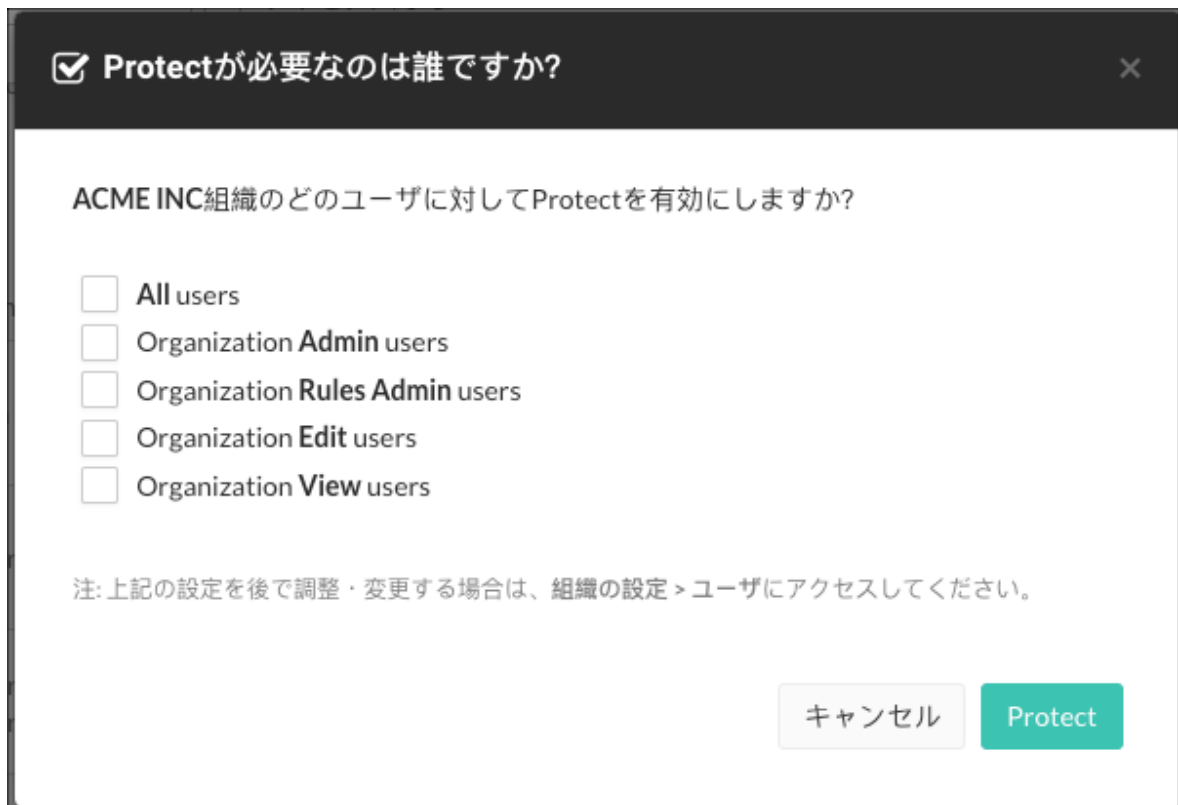 Protectが必要なのは誰ですか?
×
ACME INC組織のどのユーザに対してProtectを有効にしますか?
All users
Organization Admin users
Organization Rules Admin users
Organization Edit users
Organization View users
注: 上記の設定を後で調整・変更する場合は、組織の設定 > ユーザにアクセスしてください。
キャンセル
Protect